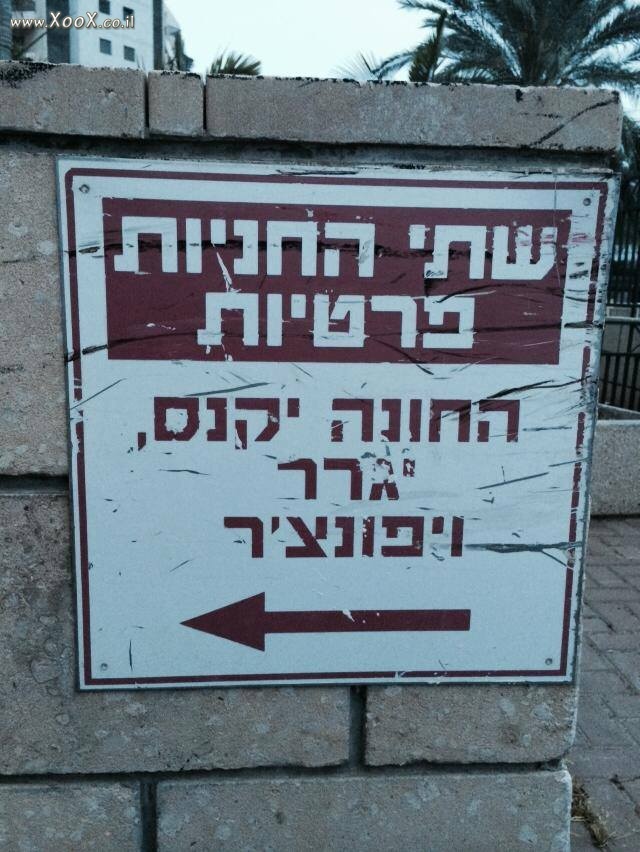 www.XooX.co.il
שתי החניות
פרטיות
החונה יקנס,
יגרר
ויפונצ'ר